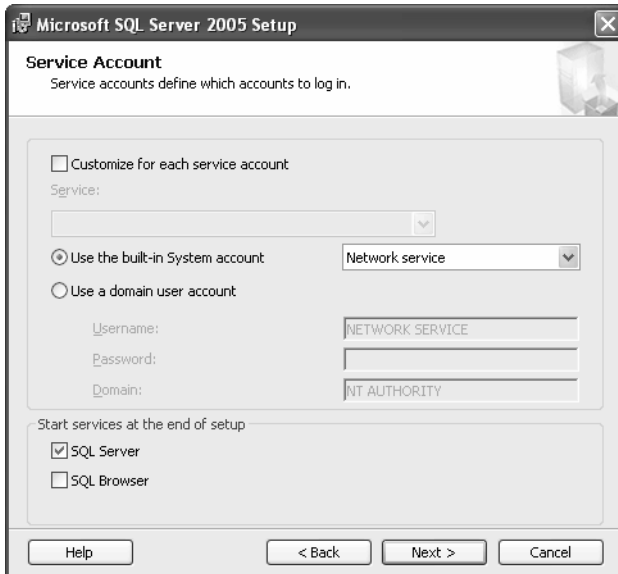 Microsoft SQL Server 2005 Setup
Service Account
Service accounts define which accounts to log in.
Customize for each service account
Service:
Use the built-in System account
Network service
Use a domain user account
Username:
NETWORK SERVICE
Password:
Domain:
NT AUTHORITY
Start services at the end of setup
SQL Server
SQL Browser
Help
< Back
Next >
Cancel